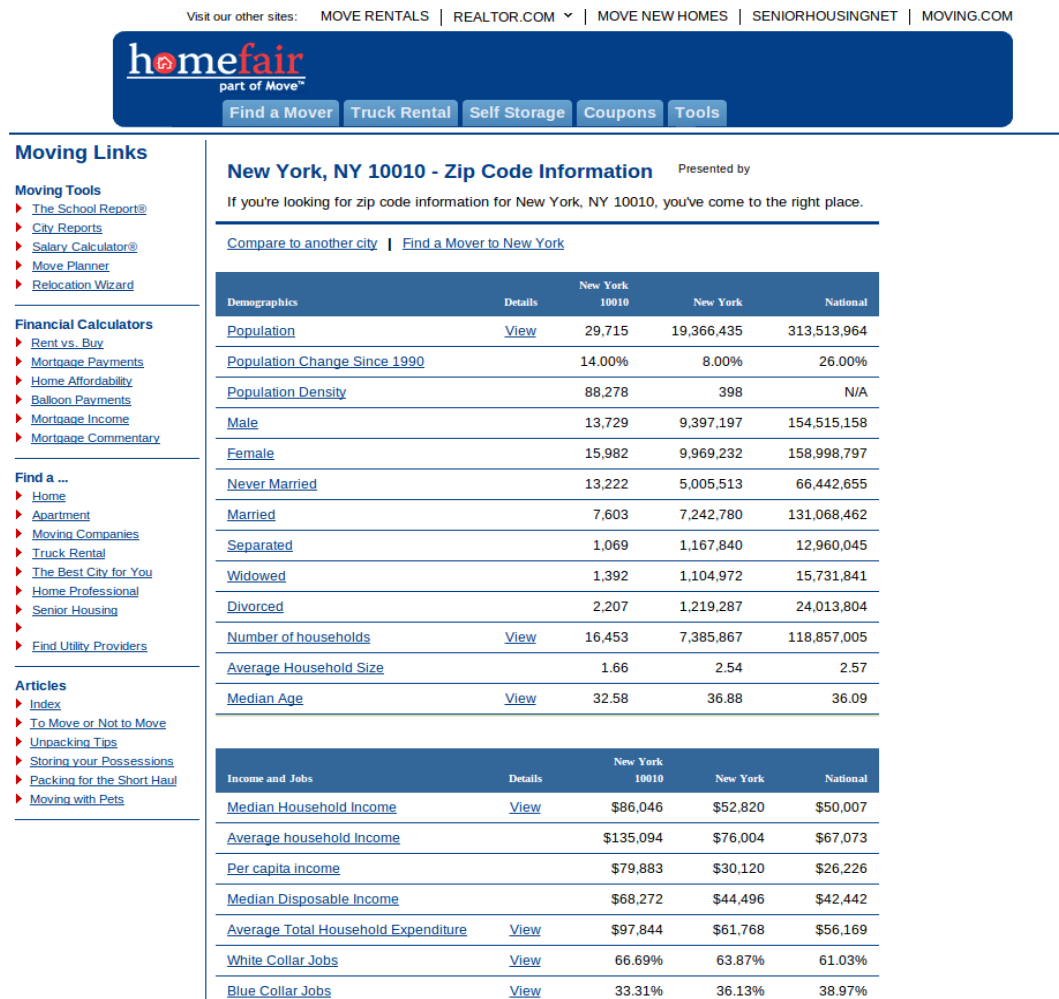 Visit our other sites: MOVE RENTALS | REALTOR.COM | MOVE NEW HOMES | SENIORHOUSINGNET | MOVING.COM
homefair
part of Move™
Find a Mover Truck Rental Self Storage Coupons Tools
Moving Links
Moving Tools
The School Report®
City Reports
Salary Calculator®
Move Planner
Relocation Wizard
Financial Calculators
Rent vs. Buy
Mortgage Payments
Home Affordability
Balloon Payments
Mortgage Income
Mortgage Commentary
Find a ...
Home
Apartment
Moving Companies
Truck Rental
The Best City for You
Home Professional
Senior Housing
Find Utility Providers
Articles
Index
To Move or Not to Move
Unpacking Tips
Storing your Possessions
Packing for the Short Haul
Moving with Pets
New York, NY 10010 - Zip Code Information Presented by
If you're looking for zip code information for New York, NY 10010, you've come to the right place.
Compare to another city | Find a Mover to New York
New York
Demographics Details 10010 New York National
Population View 29,715 19,366,435 313,513,964
Population Change Since 1990 14.00% 8.00% 26.00%
Population Density 88,278 398 N/A
Male 13,729 9,397,197 154,515,158
Female 15,982 9,969,232 158,998,797
Never Married 13,222 5,005,513 66,442,655
Married 7,603 7,242,780 131,068,462
Separated 1,069 1,167,840 12,960,045
Widowed 1,392 1,104,972 15,731,841
Divorced 2,207 1,219,287 24,013,804
Number of households View 16,453 7,385,867 118,857,005
Average Household Size 1.66 2.54 2.57
Median Age View 32.58 36.88 36.09
New York
Income and Jobs Details 10010 New York National
Median Household Income View $86,046 $52,820 $50,007
Average household Income $135,094 $76,004 $67,073
Per capita income $79,883 $30,120 $26,226
Median Disposable Income $68,272 $44,496 $42,442
Average Total Household Expenditure View $97,844 $61,768 $56,169
White Collar Jobs View 66.69% 63.87% 61.03%
Blue Collar Jobs View 33.31% 36.13% 38.97%